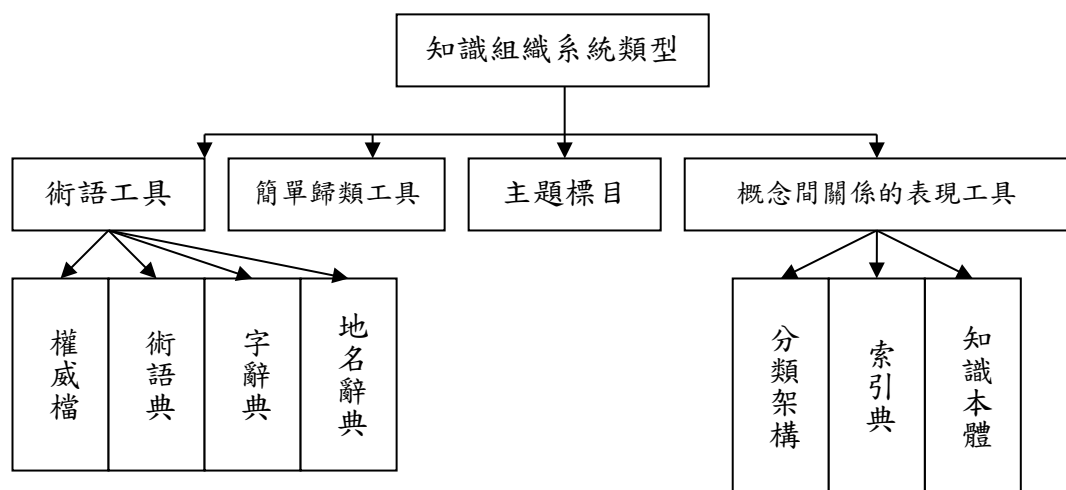 知識組織系統類型
術語工具
簡單歸類工具
主題標目
概念間關係的表現工具
權威檔
術語典
字辭典
地名辭典
分類架構
索引典
知識本體